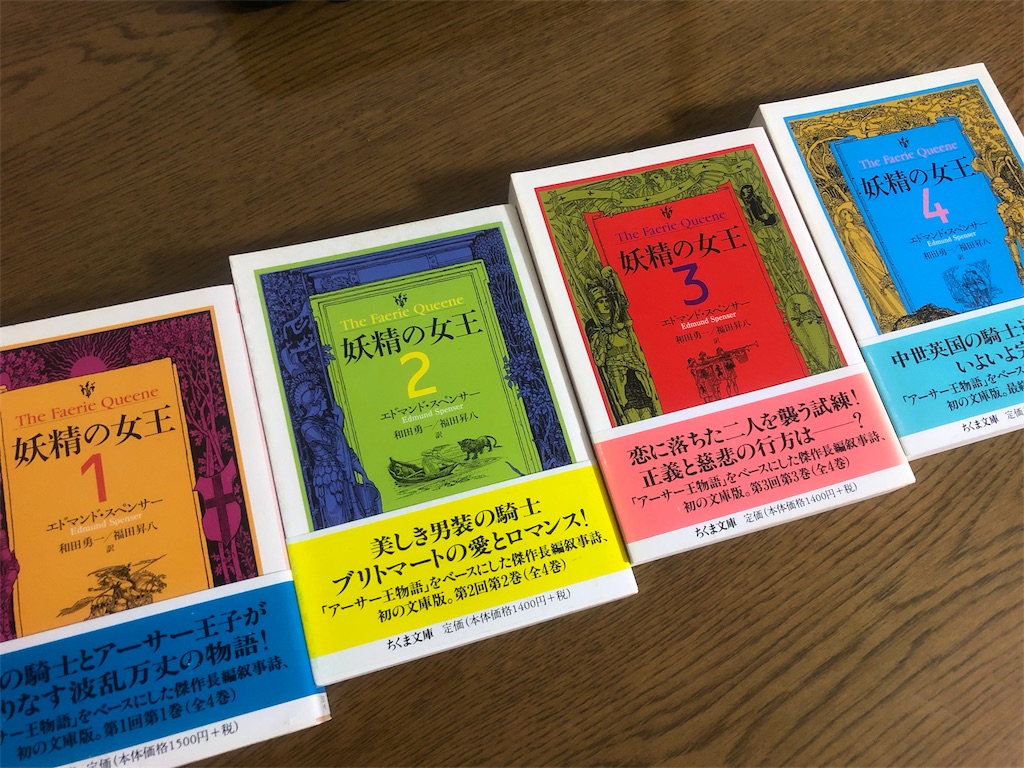 The Faerie Queene
妖精の女王
1
エドマンド・スペンサー
Edmund Spenser
和田勇一/福田昇八
訳
の騎士とアーサー王子が
りなす波乱万丈の物語!
サー王物語」をベースにした傑作長編叙事詩、
初の文庫版。第1回第1巻(全4巻)
定価(本体価格1500円+税)
The Faerie Queene
妖精の女王
2
エドマンド・スペンサー
Edmund Spenser
和田勇一/福田昇八
訳
美しき男装の騎士
ブリトマートの愛とロマンス!
「アーサー王物語」をベースにした傑作長編叙事詩、
初の文庫版。第2回第2巻(全4巻)
ちくま文庫 定価(本体価格1400円+税)
The Faerie Queene
妖精の女王
3
エドマンド・スペンサー
Edmund Spenser
和田勇一/福田昇八
訳
恋に落ちた二人を襲う試練!
正義と慈悲の行方は――?
「アーサー王物語」をベースにした傑作長編叙事詩、
初の文庫版。第3回第3巻(全4巻)
ちくま文庫 定価(本体価格1400円+税)
The Faerie Queene
妖精の女王
4
エドマンド・スペンサー
Edmund Spenser
和田勇一/福田昇八
訳
中世英国の騎士
いよいよ
「アーサー王物語」をベース
初の文庫版。最終
ちくま文庫 定価